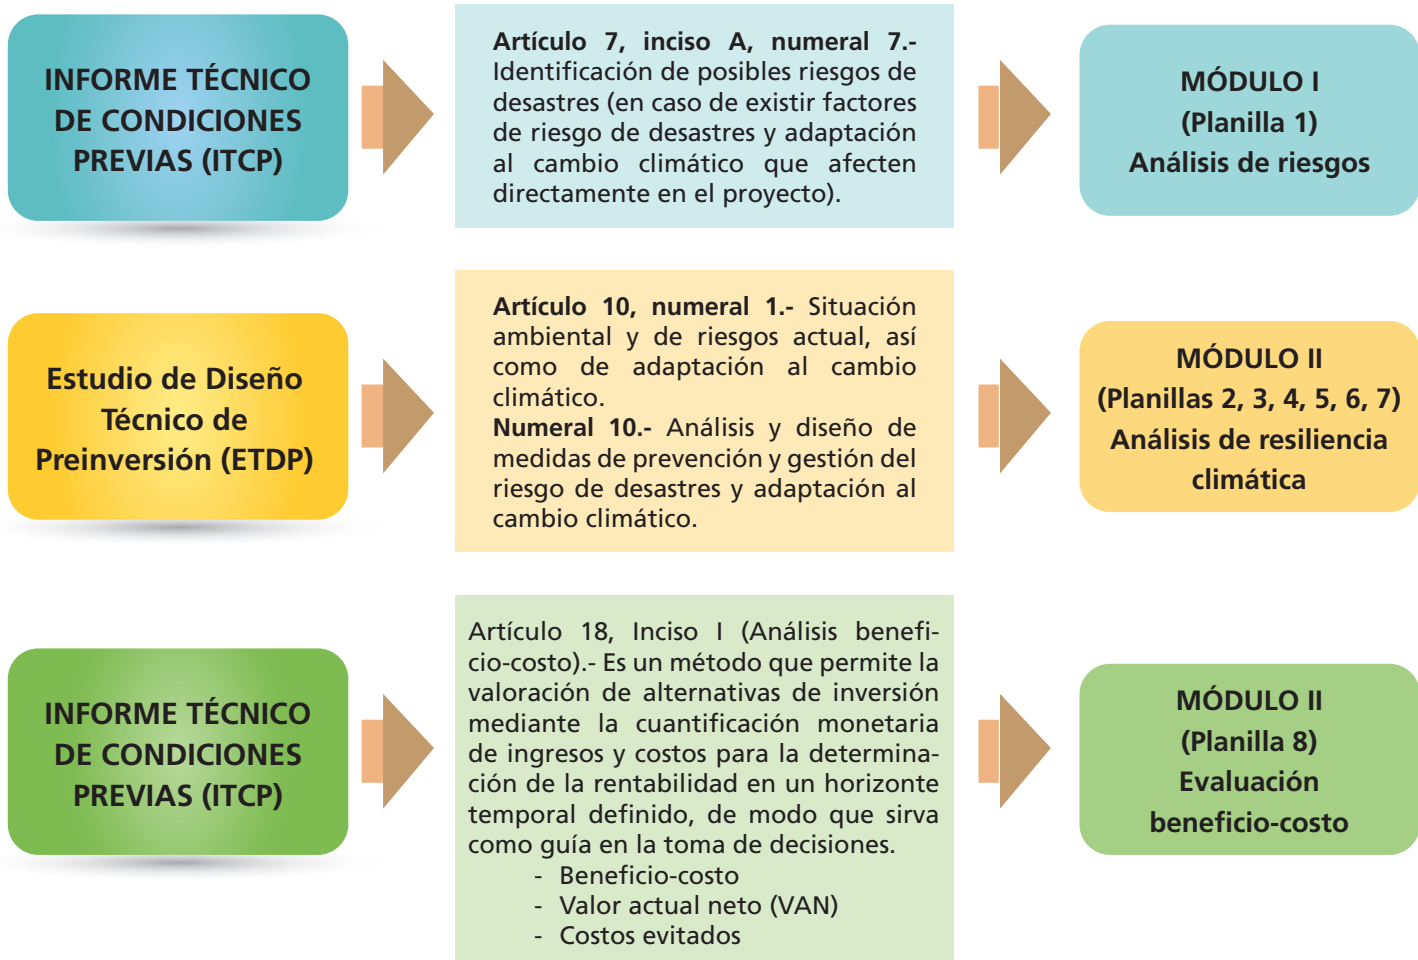 INFORME TÉCNICO
DE CONDICIONES
PREVIAS (ITCP)
Artículo 7, inciso A, numeral 7.-
Identificación de posibles riesgos de
desastres (en caso de existir factores
de riesgo de desastres y adaptación
al cambio climático que afecten
directamente en el proyecto).
MÓDULO I
(Planilla 1)
Análisis de riesgos
Estudio de Diseño
Técnico de
Preinversión (ETDP)
Artículo 10, numeral 1.- Situación
ambiental y de riesgos actual, así
como de adaptación al cambio
climático.
Numeral 10.- Análisis y diseño de
medidas de prevención y gestión del
riesgo de desastres y adaptación al
cambio climático.
MÓDULO II
(Planillas 2, 3, 4, 5, 6, 7)
Análisis de resiliencia
climática
INFORME TÉCNICO
DE CONDICIONES
PREVIAS (ITCP)
Artículo 18, Inciso I (Análisis benefi-
cio-costo).- Es un método que permite la
valoración de alternativas de inversión
mediante la cuantificación monetaria
de ingresos y costos para la determina-
ción de la rentabilidad en un horizonte
temporal definido, de modo que sirva
como guía en la toma de decisiones.
- Beneficio-costo
- Valor actual neto (VAN)
- Costos evitados
MÓDULO II
(Planilla 8)
Evaluación
beneficio-costo